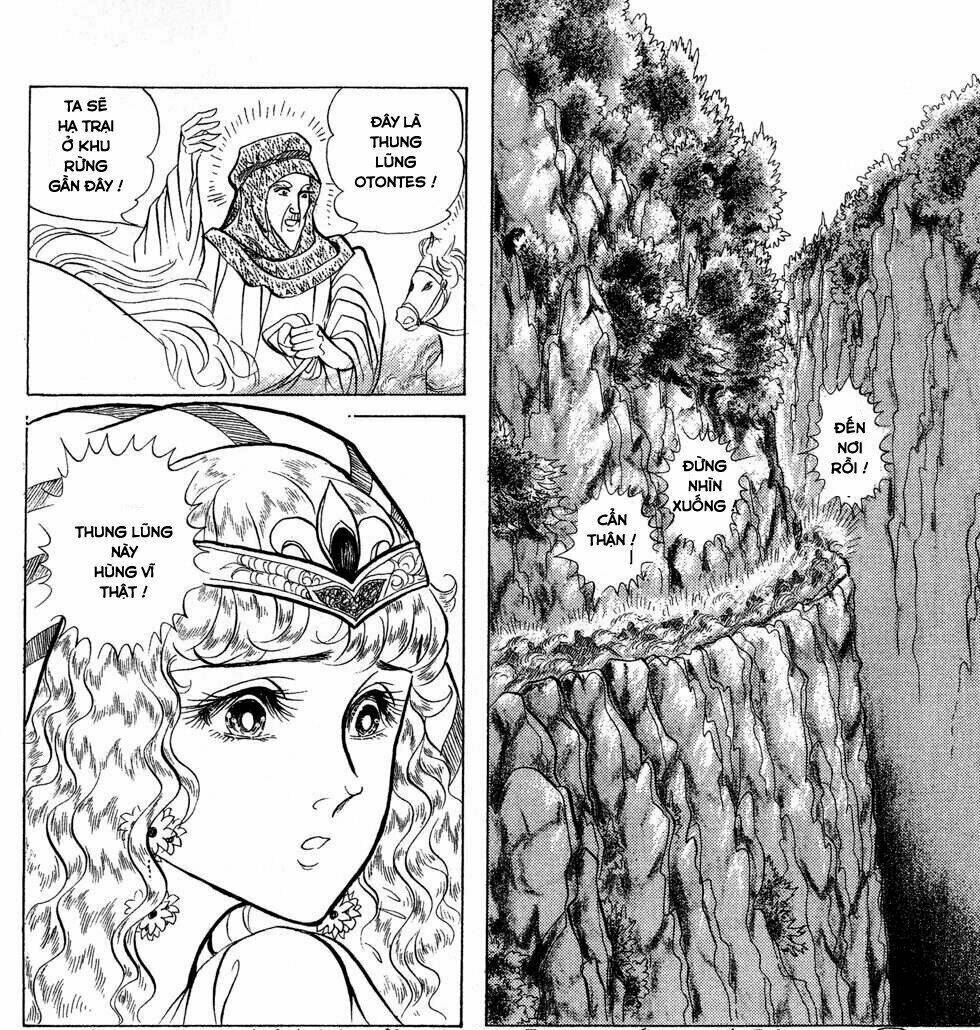 ĐẾN
NƠI
RỒI !
ĐỪNG
NHÌN
XUỐNG !
CẨN
THẬN !
ĐÂY LÀ
THUNG
LŨNG
OTONTES !
TA SẼ
HẠ TRẠI
Ở KHU
RỪNG
GẦN ĐÂY !
THUNG LŨNG
NÀY
HÙNG VĨ
THẬT !